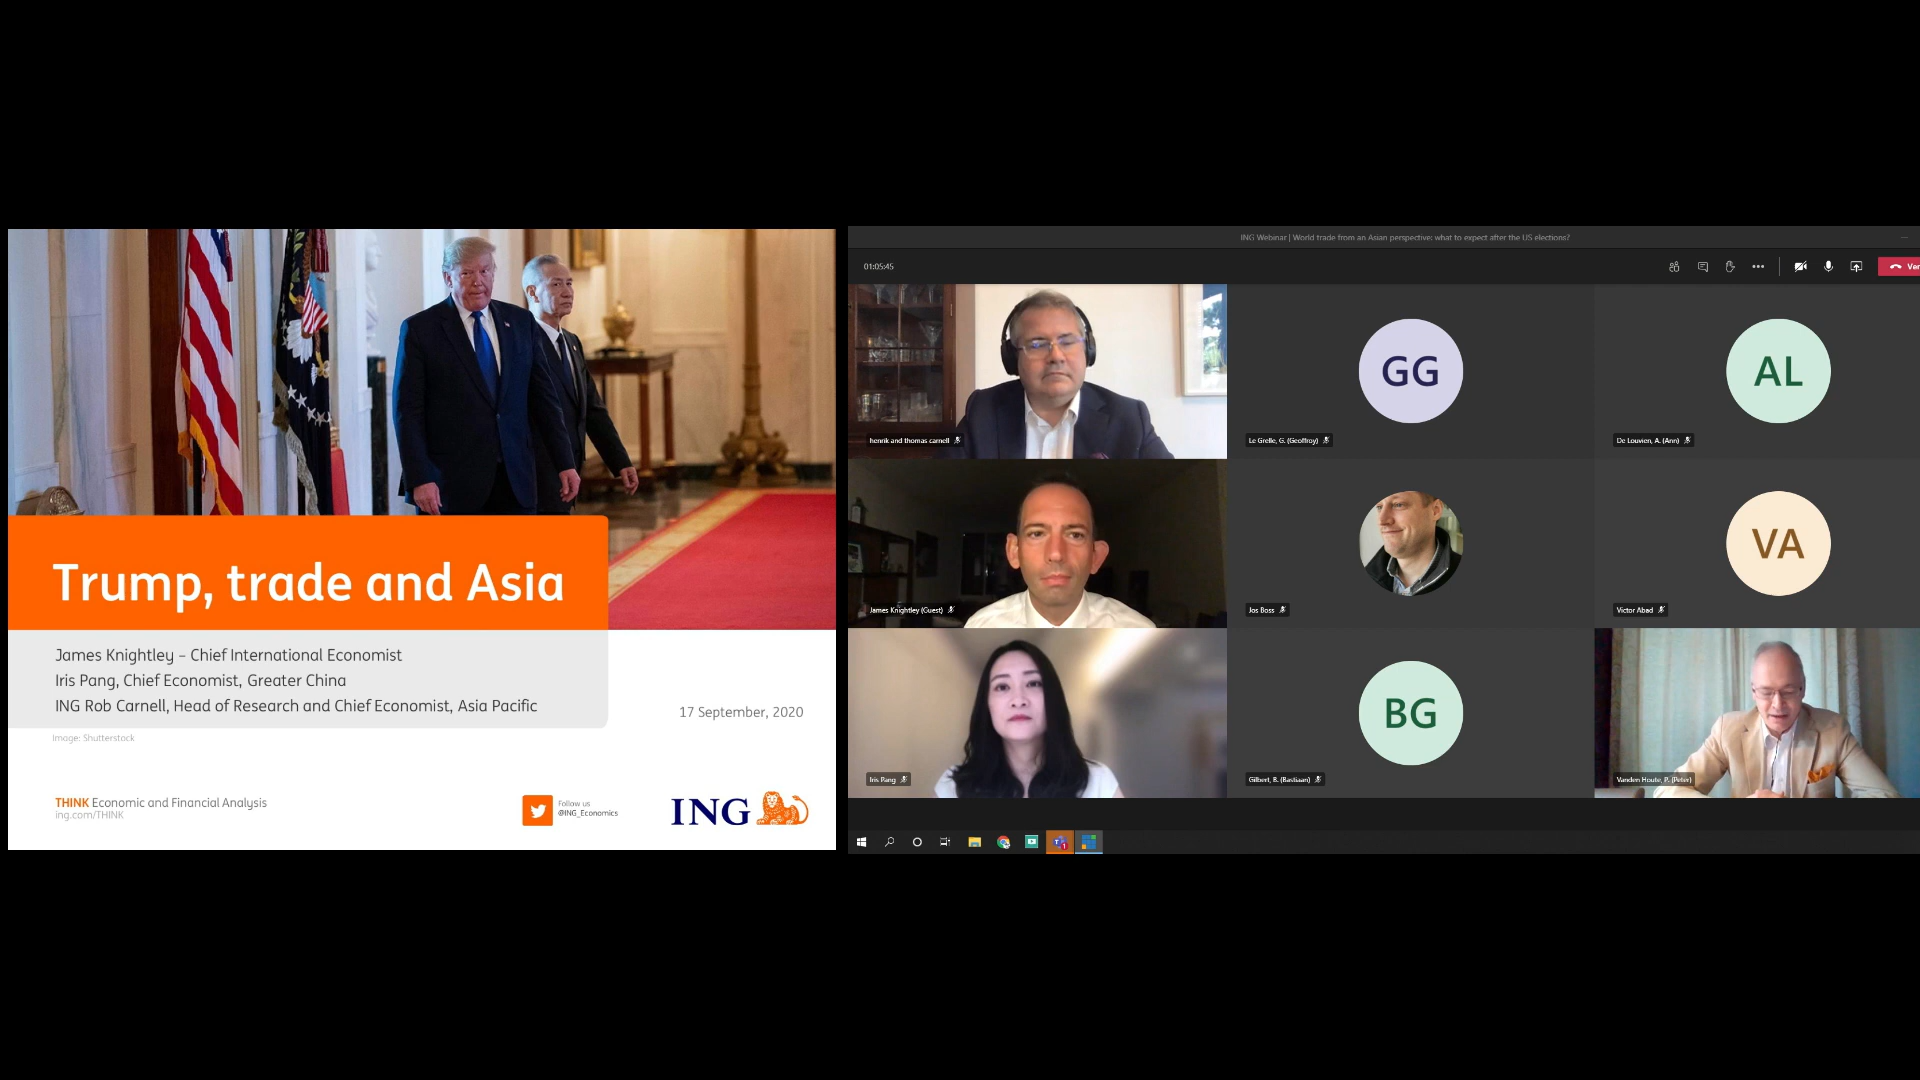 Trump, trade and Asia
James Knightley – Chief International Economist
Iris Pang, Chief Economist, Greater China
ING Rob Carnell, Head of Research and Chief Economist, Asia Pacific
17 September, 2020
Image: Shutterstock
THINK Economic and Financial Analysis
ing.com/THINK
Follow us
@ING_Economics
ING
ING Webinar | World trade from an Asian perspective: what to expect after the US elections?
01:05:45
Ver
henrik and thomas carnell
GG
Le Grelle, G. (Geoffroy)
AL
De Louvien, A. (Ann)
James Knightley (Guest)
Jos Boss
VA
Victor Abad
Iris Pang
BG
Gilbert, B. (Bastiaan)
Vanden Houte, P. (Peter)